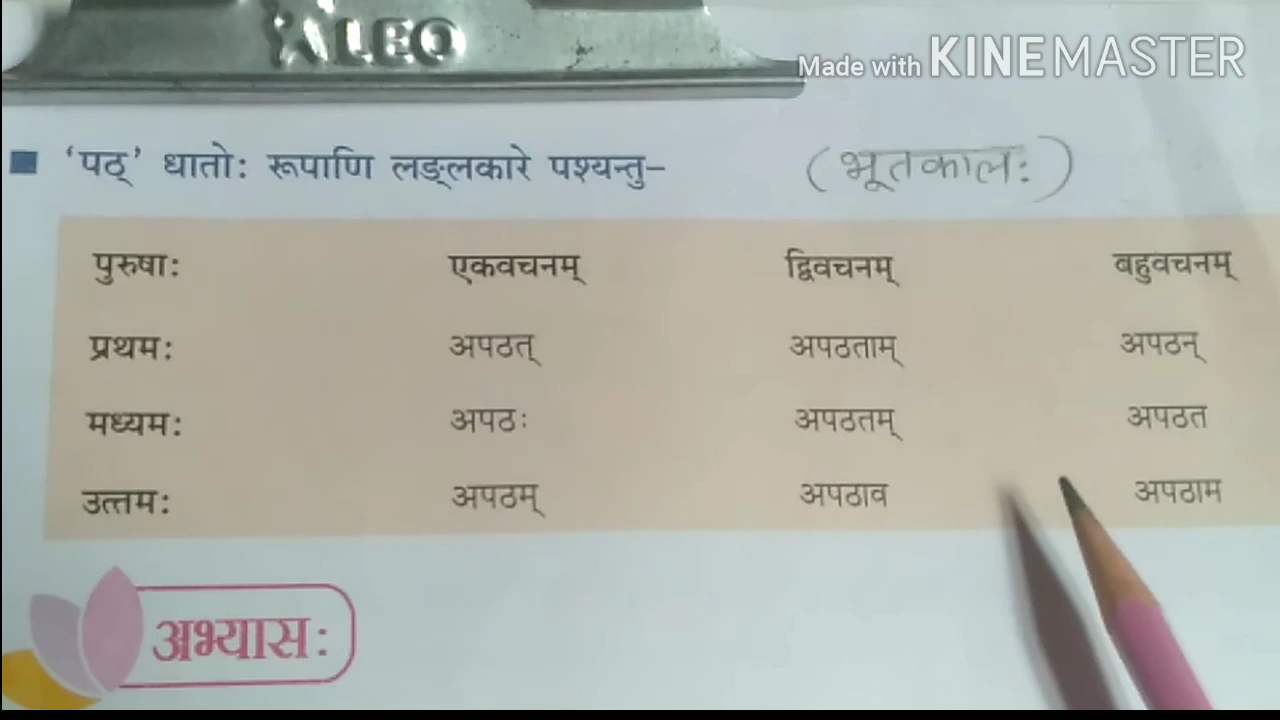 LEO
Made with KINEMASTER
'पठ्' धातोः रूपाणि लङ्लकारे पश्यन्तु– (भूतकालः)
पुरुषाः एकवचनम् द्विवचनम् बहुवचनम्
प्रथमः अपठत् अपठताम् अपठन्
मध्यमः अपठः अपठतम् अपठत
उत्तमः अपठम् अपठाव अपठाम
अभ्यासः